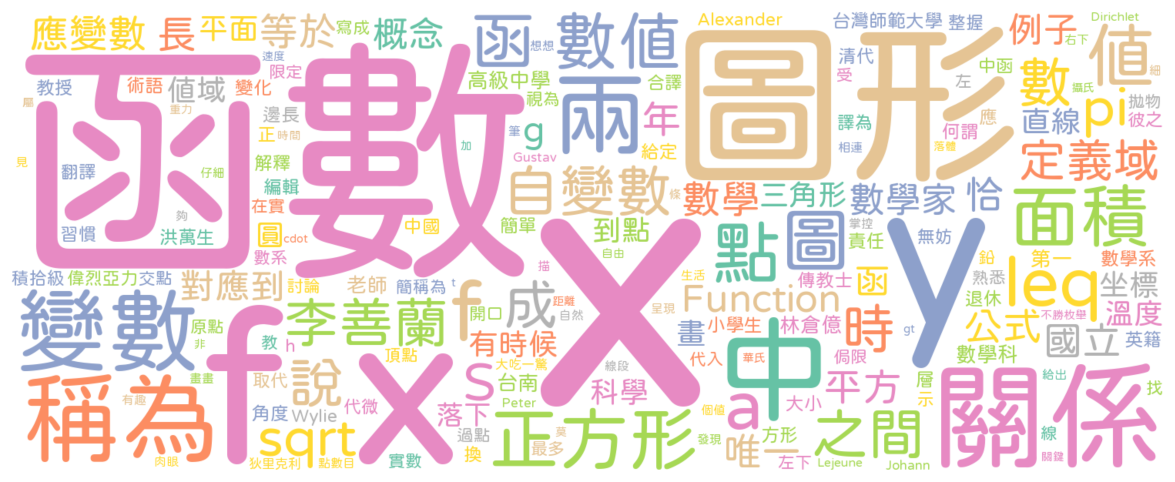 應變數 長 平面 等於 寫成 概念 函 想想 數值 Alexander 台灣師範大學 整握 例子 右下 Dirichlet 值
函 數 速度 限定 高級中學 合譯 圖形 清代 左 中函 細
教授 術語 值域 變化 視為 兩 受 數 攝氏 pi 拋物
屬 重力 邊長 正 時間 筆 g 年 譯為 何謂 應 直線 彼之
見 翻譯 仔細 解釋 加 Gustav 給定 相連 落體 定義域
夠 編輯 自變數 條 數學 三角形 數學家 恰 面積
習慣 洪萬生 在實 圓 cdot 中國 簡單 到點 點 圖 掌控 責任 無妨 y
數系 x 自由 鉛 第一 數學系
積拾級 偉烈亞力 交點 對應到 討論 老師 簡稱為 t 描 生活 傳教士 函 熟悉 leq 坐標
變數 原點 f 李善蘭 f 開口 成 距離 自然 Function 退休 不勝枚舉 溫度
非 教 h 頂點 有時候 呈現 畫 小學生 林倉億 時 gt 公式 國立 英籍
稱為 畫畫 取代 說 x 大吃一驚 線段 代入 華氏 中 侷限 數學科
有趣 角度 Wylie 代微 s 台南 科學 a 大小 平方 層 示 給出 找
sqrt 落下 Peter 個值 唯一 方形 之間 關係 線
肉眼 狄里克利 點數目 實數 過點 換 正方形 最多 莫 發現 左下 Lejeune Johann 關鍵